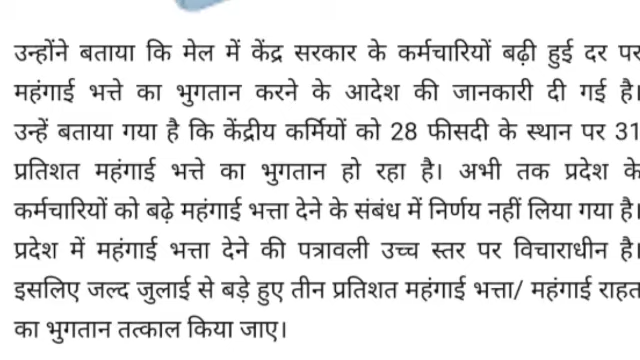 उन्होंने बताया कि मेल में केंद्र सरकार के कर्मचारियों बढ़ी हुई दर पर
महंगाई भत्ते का भुगतान करने के आदेश की जानकारी दी गई है।
उन्हें बताया गया है कि केंद्रीय कर्मियों को 28 फीसदी के स्थान पर 31
प्रतिशत महंगाई भत्ते का भुगतान हो रहा है। अभी तक प्रदेश के
कर्मचारियों को बढ़े महंगाई भत्ता देने के संबंध में निर्णय नहीं लिया गया है।
प्रदेश में महंगाई भत्ता देने की पत्रावली उच्च स्तर पर विचाराधीन है।
इसलिए जल्द जुलाई से बड़े हुए तीन प्रतिशत महंगाई भत्ता/ महंगाई राहत
का भुगतान तत्काल किया जाए।